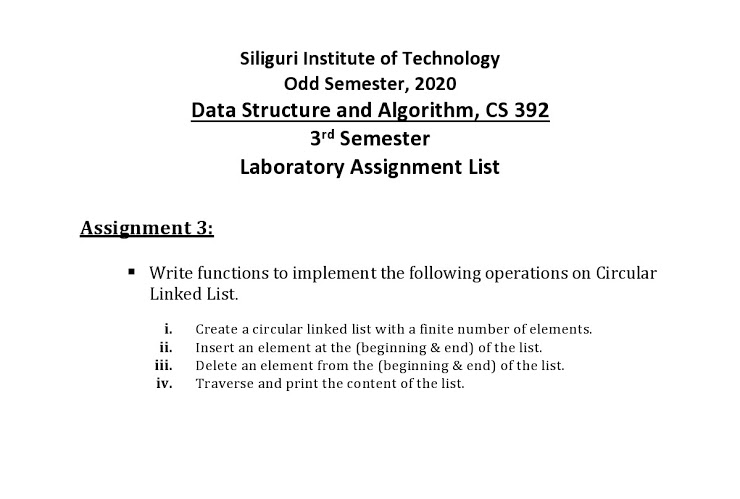 Siliguri Institute of Technology
Odd Semester, 2020
Data Structure and Algorithm, CS 392
3rd Semester
Laboratory Assignment List
Assignment 3:
▪ Write functions to implement the following operations on Circular
Linked List.
i. Create a circular linked list with a finite number of elements.
ii. Insert an element at the (beginning & end) of the list.
iii. Delete an element from the (beginning & end) of the list.
iv. Traverse and print the content of the list.